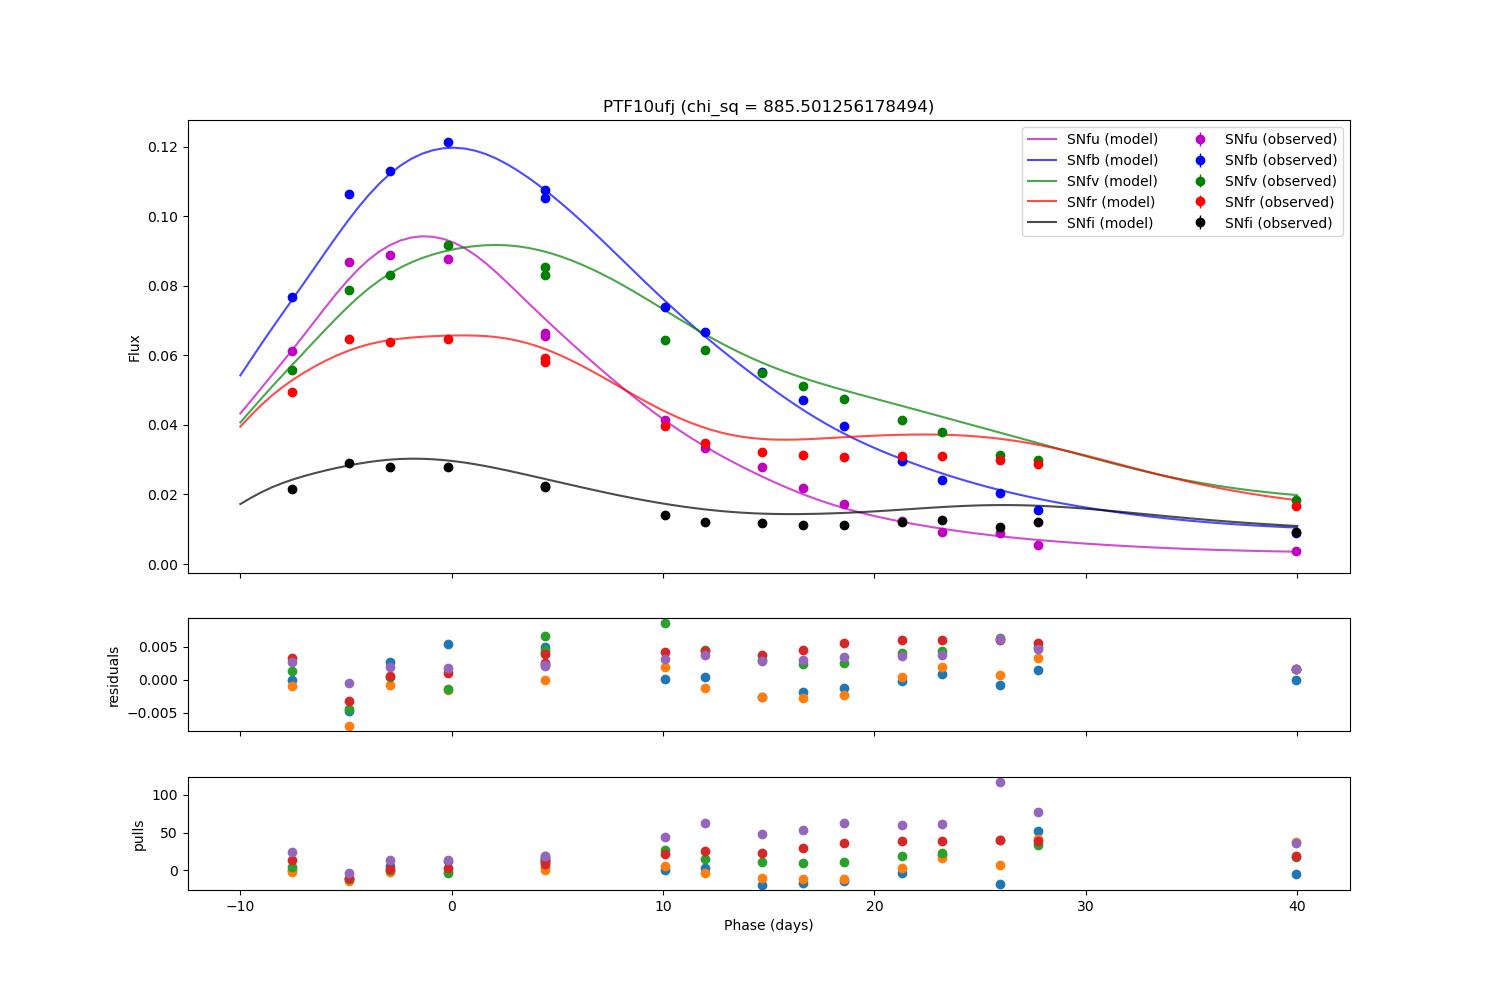 PTF10ufj (chi_sq = 885.501256178494)
0.12
0.10
0.08
0.06
0.04
0.02
0.00
Flux
SNfu (model)
SNfb (model)
SNfv (model)
SNfr (model)
SNfi (model)
SNfu (observed)
SNfb (observed)
SNfv (observed)
SNfr (observed)
SNfi (observed)
0.005
0.000
−0.005
residuals
100
50
0
pulls
−10
0
10
20
30
40
Phase (days)